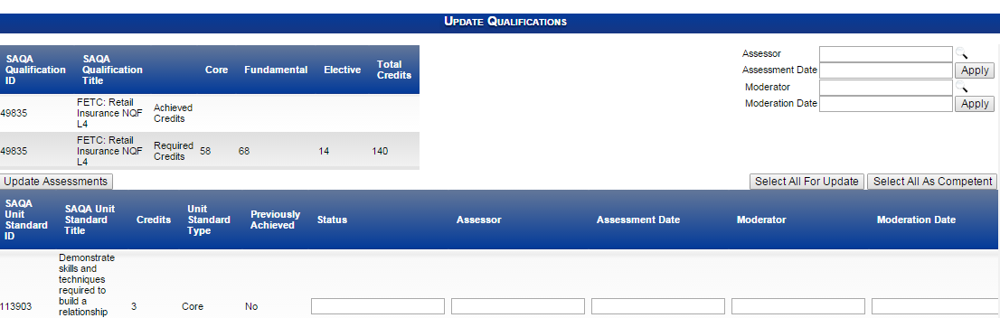 UPDATE QUALIFICATIONS
SAQA Qualification ID SAQA Qualification Title Core Fundamental Elective Total Credits
49835 FETC: Retail Insurance NQF L4 Achieved Credits
49835 FETC: Retail Insurance NQF L4 Required Credits 58 68 14 140
Assessor
Assessment Date Apply
Moderator
Moderation Date Apply
Update Assessments Select All For Update Select All As Competent
SAQA Unit Standard ID SAQA Unit Standard Title Credits Unit Standard Type Previously Achieved Status Assessor Assessment Date Moderator Moderation Date
113903 Demonstrate skills and techniques required to build a relationship 3 Core No